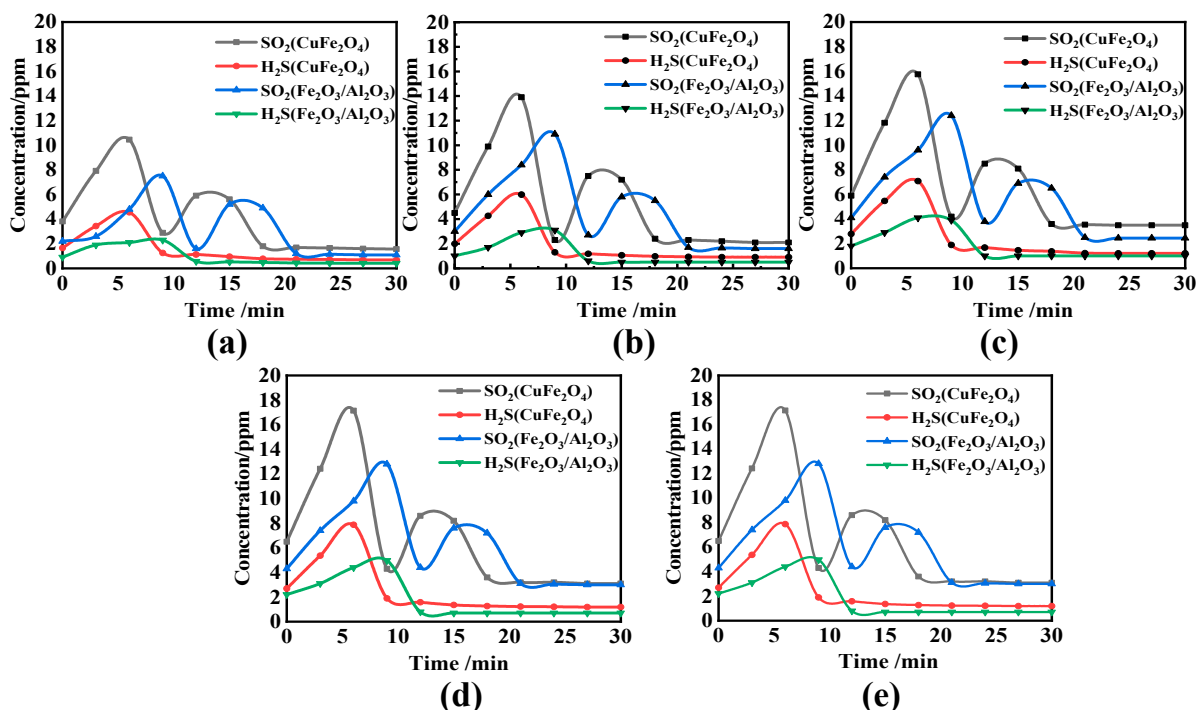 20
18
16
14
12
10
8
6
4
2
0
Concentration/ppm
SO₂(CuFe₂O₄)
H₂S(CuFe₂O₄)
SO₂(Fe₂O₃/Al₂O₃)
H₂S(Fe₂O₃/Al₂O₃)
0 5 10 15 20 25 30
Time /min
(a)
20
18
16
14
12
10
8
6
4
2
0
Concentration/ppm
SO₂(CuFe₂O₄)
H₂S(CuFe₂O₄)
SO₂(Fe₂O₃/Al₂O₃)
H₂S(Fe₂O₃/Al₂O₃)
0 5 10 15 20 25 30
Time /min
(b)
20
18
16
14
12
10
8
6
4
2
0
Concentration/ppm
SO₂(CuFe₂O₄)
H₂S(CuFe₂O₄)
SO₂(Fe₂O₃/Al₂O₃)
H₂S(Fe₂O₃/Al₂O₃)
0 5 10 15 20 25 30
Time /min
(c)
20
18
16
14
12
10
8
6
4
2
0
Concentration/ppm
SO₂(CuFe₂O₄)
H₂S(CuFe₂O₄)
SO₂(Fe₂O₃/Al₂O₃)
H₂S(Fe₂O₃/Al₂O₃)
0 5 10 15 20 25 30
Time /min
(d)
20
18
16
14
12
10
8
6
4
2
0
Concentration/ppm
SO₂(CuFe₂O₄)
H₂S(CuFe₂O₄)
SO₂(Fe₂O₃/Al₂O₃)
H₂S(Fe₂O₃/Al₂O₃)
0 5 10 15 20 25 30
Time /min
(e)